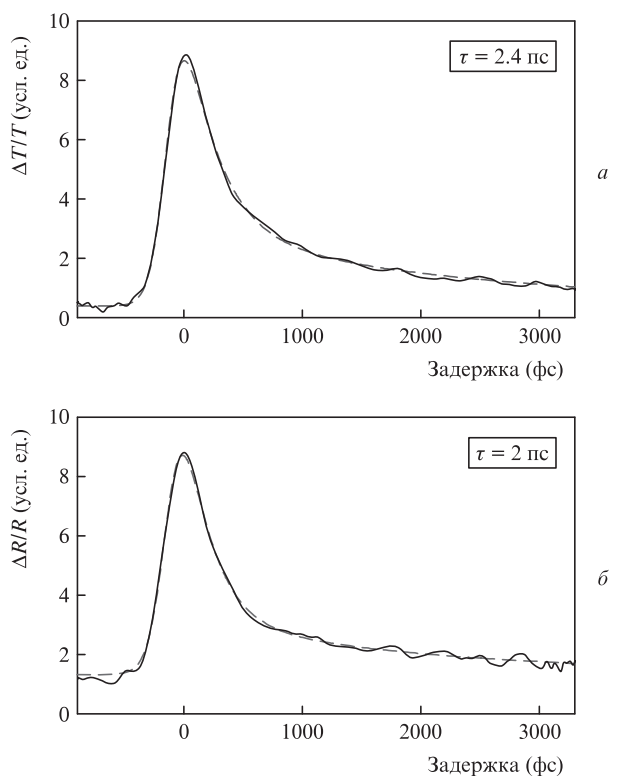 10
8
6
4
2
0
ΔT/T (усл. ед.)
τ = 2.4 пс
а
0 1000 2000 3000
Задержка (фс)
10
8
6
4
2
0
ΔR/R (усл. ед.)
τ = 2 пс
б
0 1000 2000 3000
Задержка (фс)